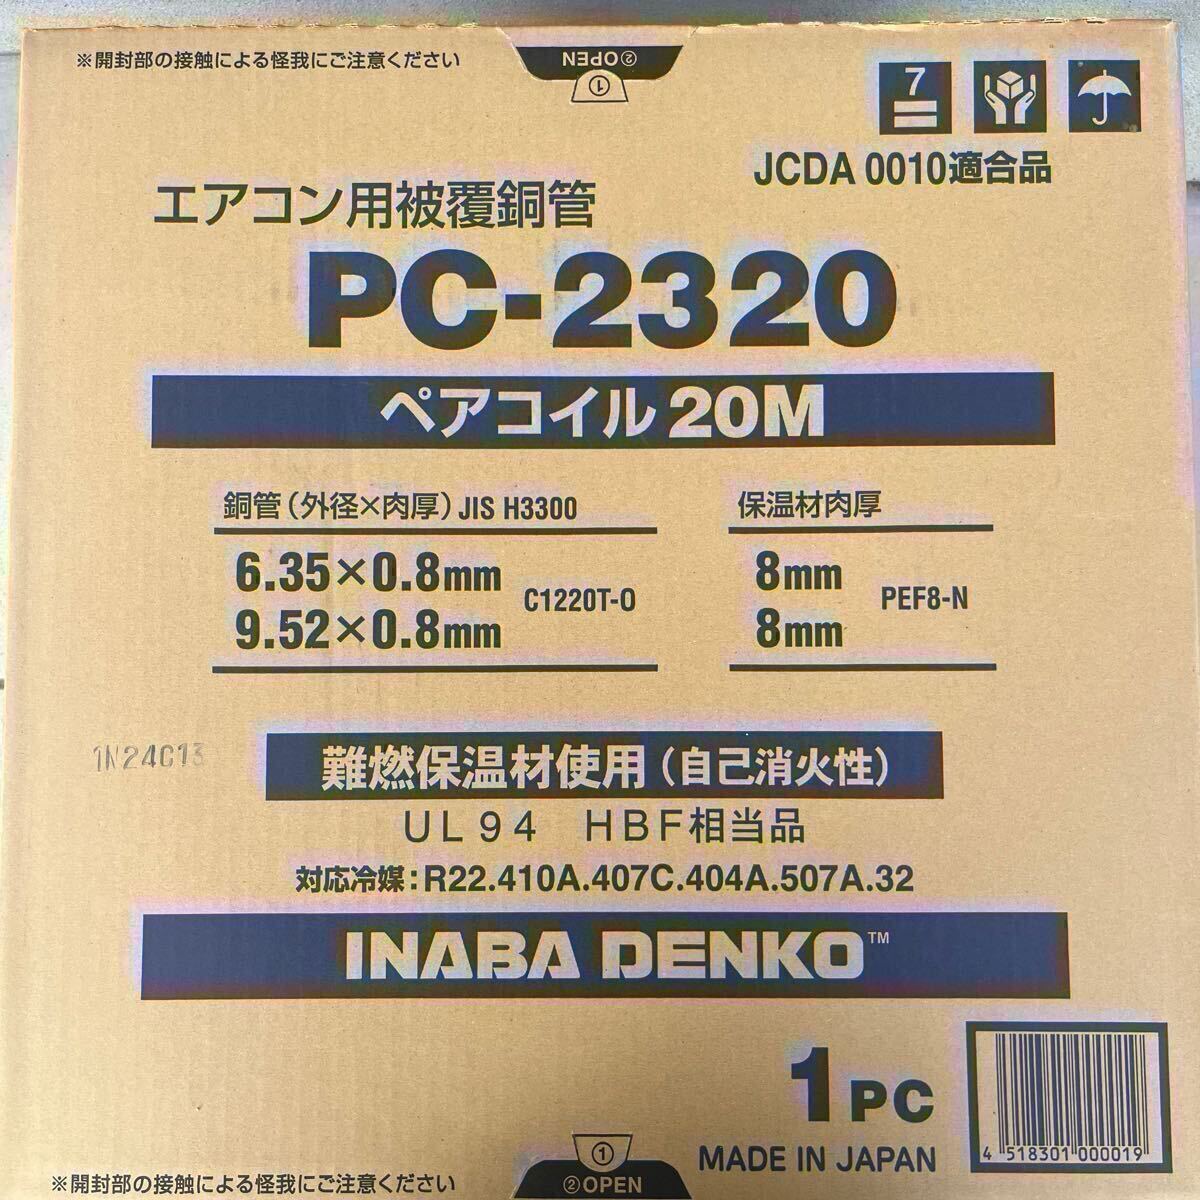 ※開封部の接触による怪我にご注意ください
②OPEN
①
7
JCDA 0010適合品
エアコン用被覆銅管
PC-2320
ペアコイル 20M
銅管（外径×肉厚）JIS H3300
保温材肉厚
6.35×0.8mm
9.52×0.8mm
C1220T-O
8mm
8mm
PEF8-N
1N24C13
難燃保温材使用（自己消火性）
ＵＬ９４　ＨＢＦ相当品
対応冷媒：R22.410A.407C.404A.507A.32
INABA DENKO™
1 PC
MADE IN JAPAN
4 518301 000019
①
②OPEN
※開封部の接触による怪我にご注意ください